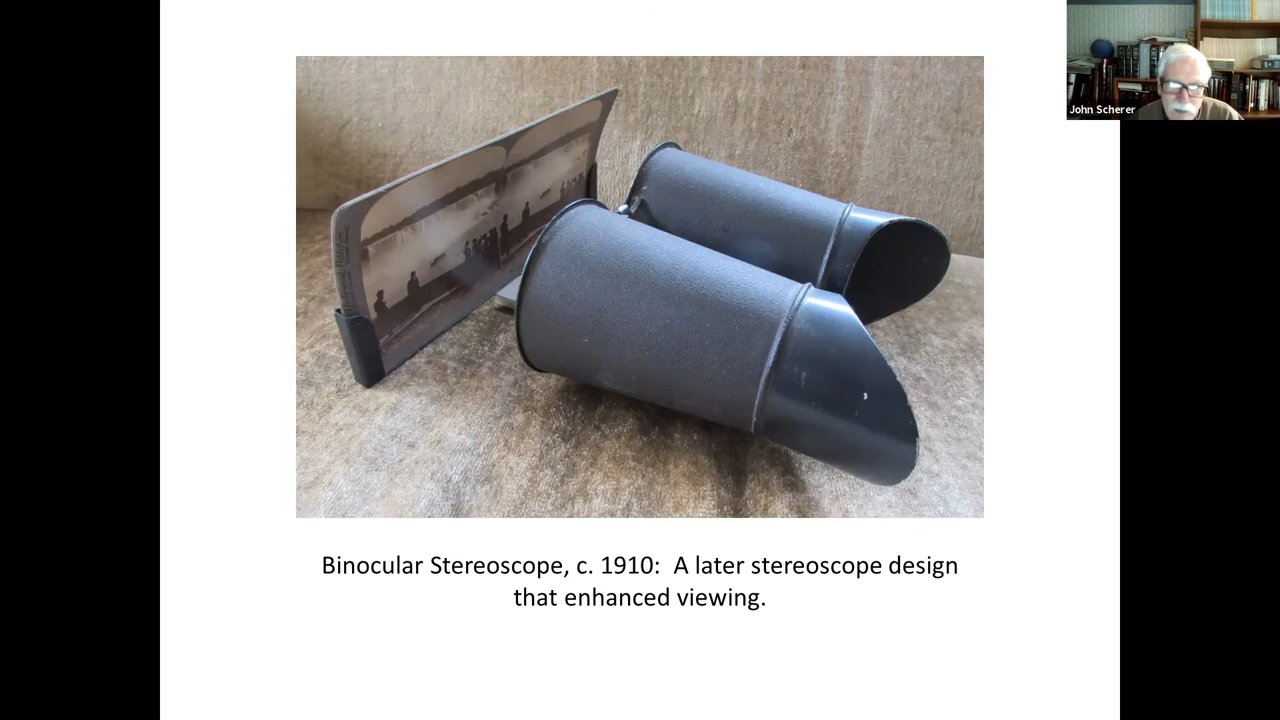 John Scherer
Binocular Stereoscope, c. 1910:  A later stereoscope design
that enhanced viewing.